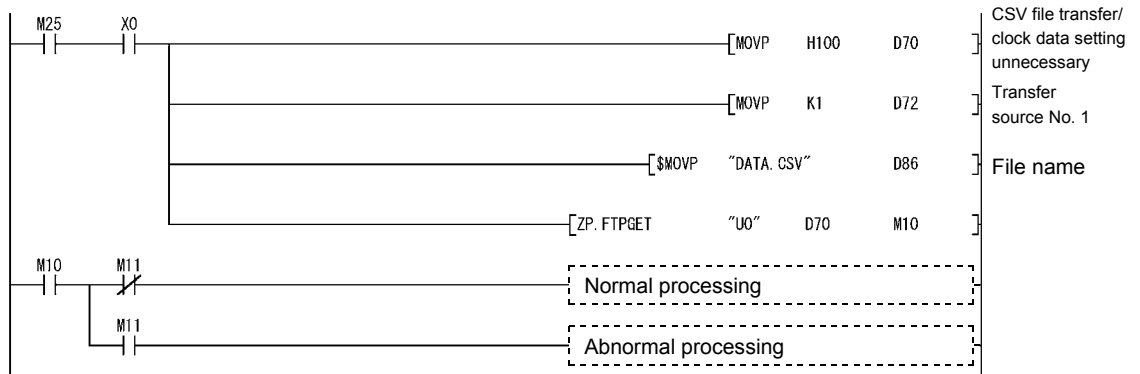 M25 X0 CSV file transfer/
clock data setting
[MOVP H100 D70 ]
unnecessary
Transfer
[MOVP K1 D72 ]
source No. 1
[$MOVP "DATA. CSV" D86 ] File name
[ZP. FTPGET "U0" D70 M10 ]
M10 M11
Normal processing
M11
Abnormal processing